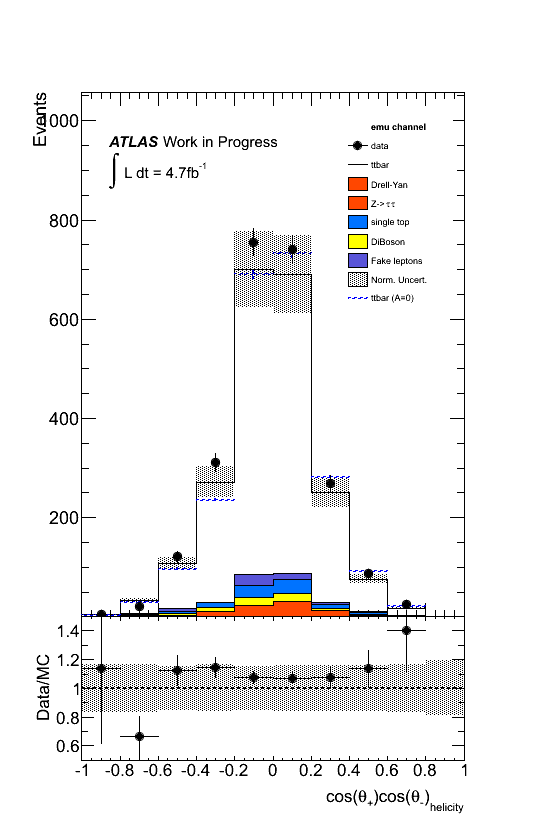 Events
1000
800
600
400
200
ATLAS Work in Progress
∫ L dt = 4.7fb⁻¹
emu channel
data
ttbar
Drell-Yan
Z->ττ
single top
DiBoson
Fake leptons
Norm. Uncert.
ttbar (A=0)
Data/MC
1.4
1.2
1
0.8
0.6
-1 -0.8 -0.6 -0.4 -0.2 0 0.2 0.4 0.6 0.8 1
cos(θ₊)cos(θ₋)helicity